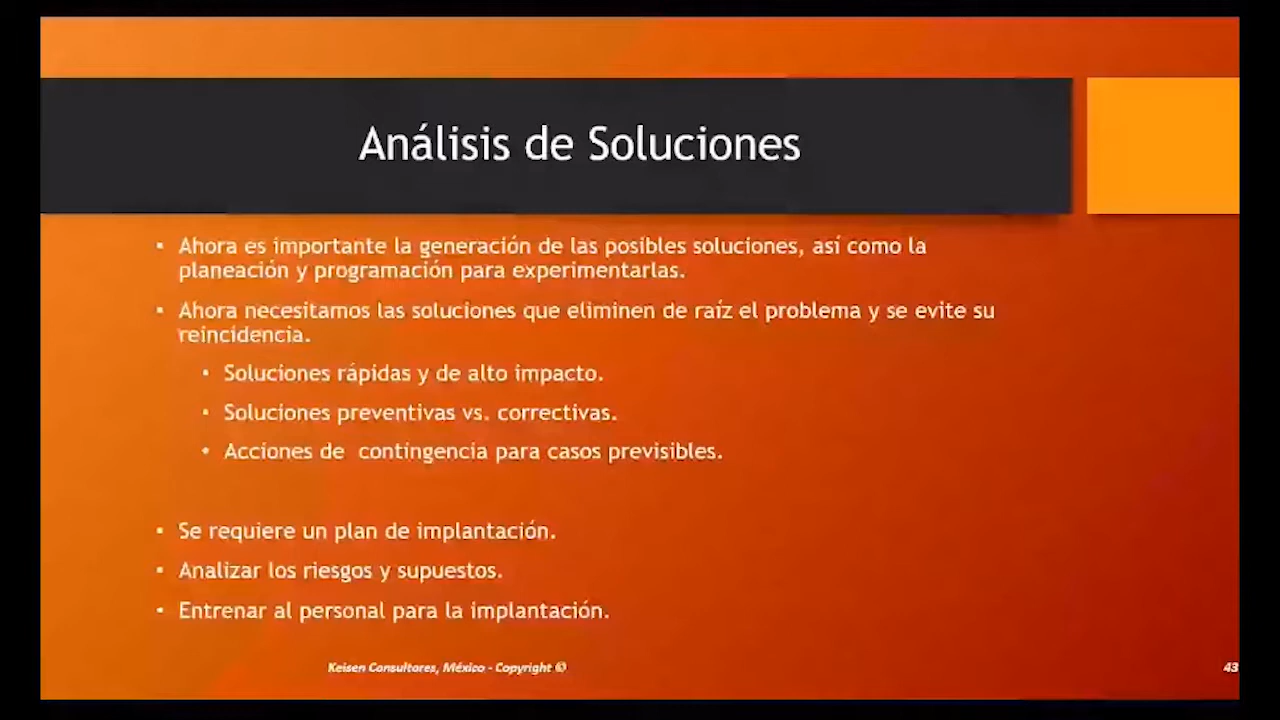 Análisis de Soluciones
▪ Ahora es importante la generación de las posibles soluciones, así como la
planeación y programación para experimentarlas.
▪ Ahora necesitamos las soluciones que eliminen de raíz el problema y se evite su
reincidencia.
• Soluciones rápidas y de alto impacto.
• Soluciones preventivas vs. correctivas.
• Acciones de  contingencia para casos previsibles.
▪ Se requiere un plan de implantación.
▪ Analizar los riesgos y supuestos.
▪ Entrenar al personal para la implantación.
Keisen Consultores, México - Copyright ©
43